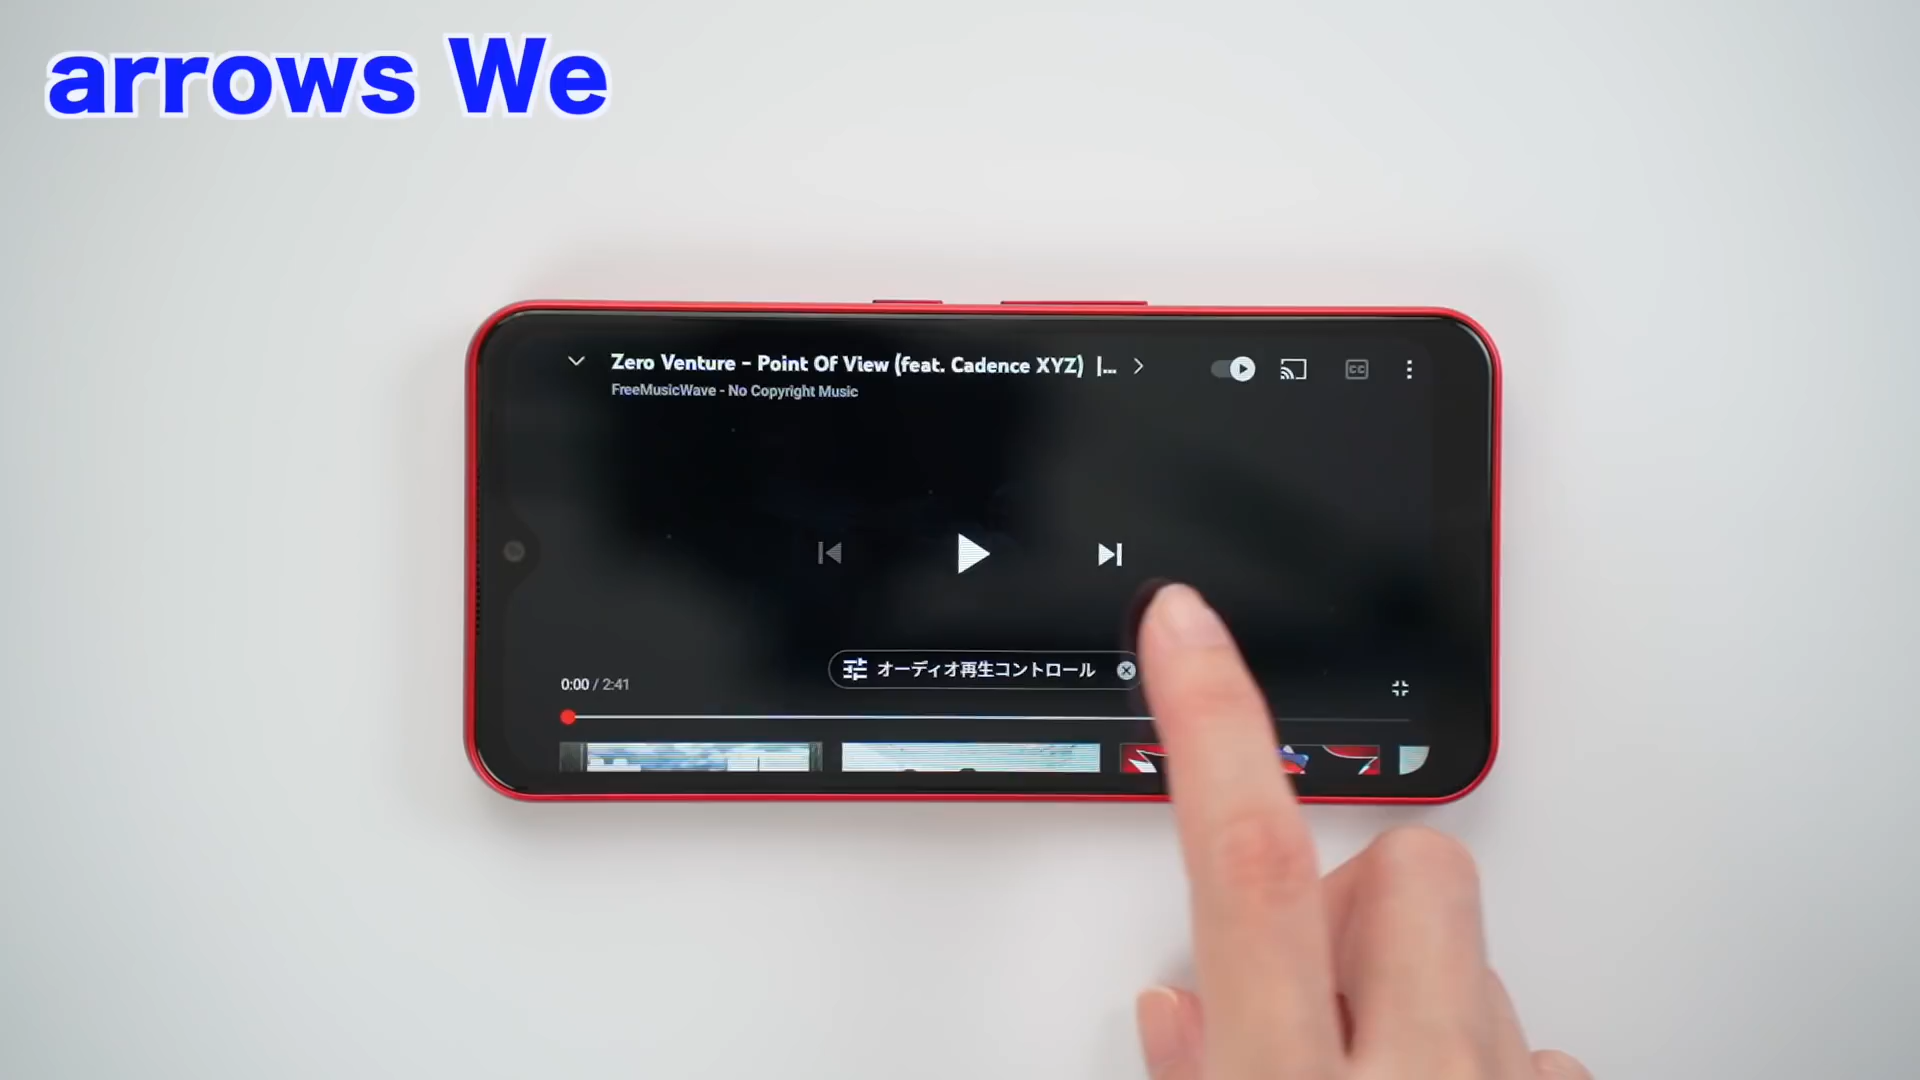 arrows We
Zero Venture - Point Of View (feat. Cadence XYZ) |...
FreeMusicWave - No Copyright Music
CC
オーディオ再生コントロール
0:00 / 2:41